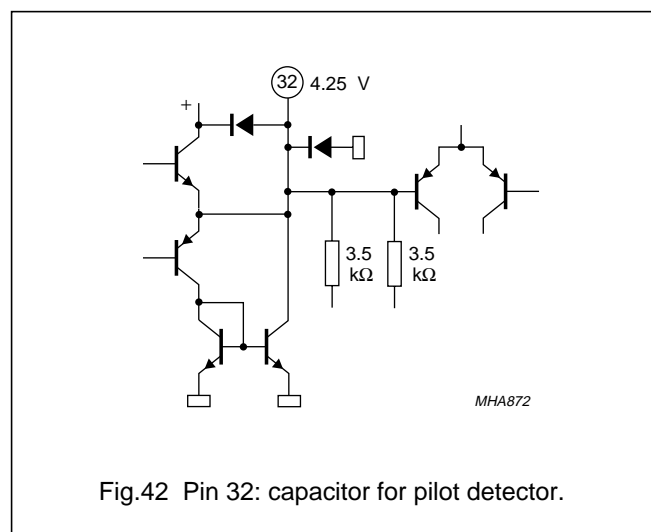 32 4.25 V
+
3.5 3.5
kΩ kΩ
MHA872
Fig.42 Pin 32: capacitor for pilot detector.